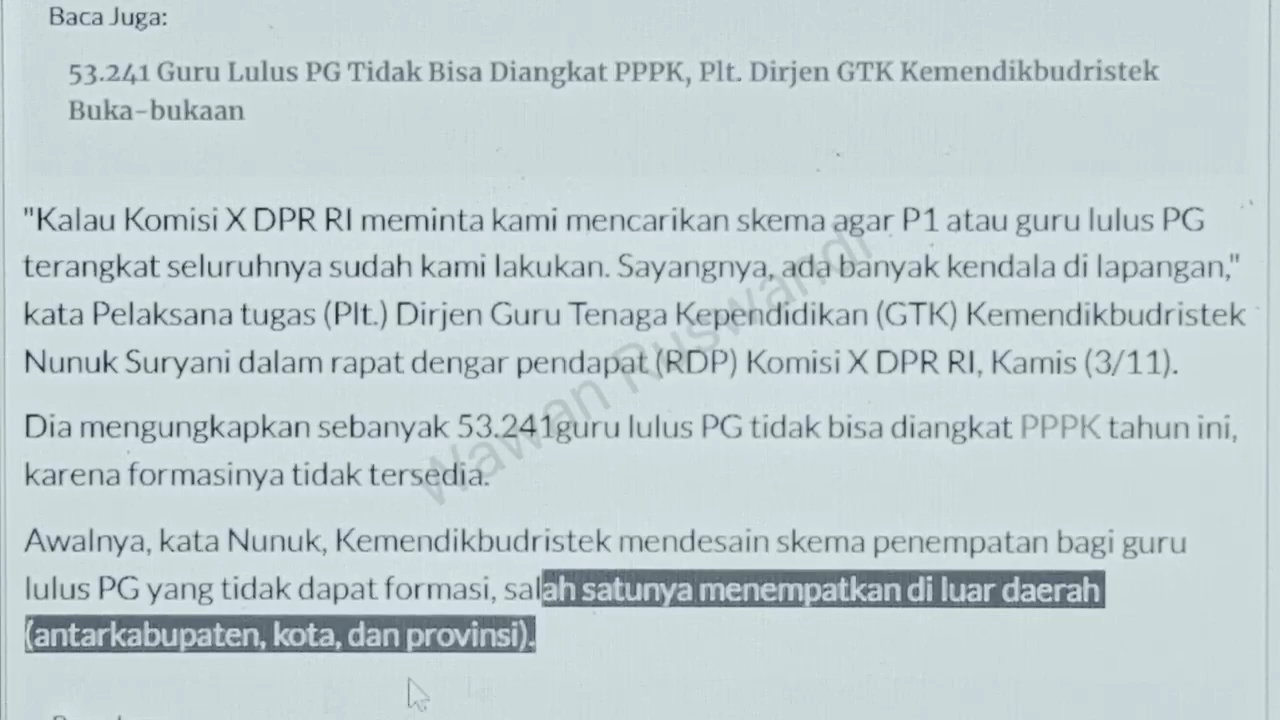 Baca Juga:
53.241 Guru Lulus PG Tidak Bisa Diangkat PPPK, Plt. Dirjen GTK Kemendikbudristek
Buka-bukaan
"Kalau Komisi X DPR RI meminta kami mencarikan skema agar P1 atau guru lulus PG
terangkat seluruhnya sudah kami lakukan. Sayangnya, ada banyak kendala di lapangan,"
kata Pelaksana tugas (Plt.) Dirjen Guru Tenaga Kependidikan (GTK) Kemendikbudristek
Nunuk Suryani dalam rapat dengar pendapat (RDP) Komisi X DPR RI, Kamis (3/11).
Dia mengungkapkan sebanyak 53.241guru lulus PG tidak bisa diangkat PPPK tahun ini,
karena formasinya tidak tersedia.
Awalnya, kata Nunuk, Kemendikbudristek mendesain skema penempatan bagi guru
lulus PG yang tidak dapat formasi, salah satunya menempatkan di luar daerah
(antarkabupaten, kota, dan provinsi).
Wawan Ruswandi